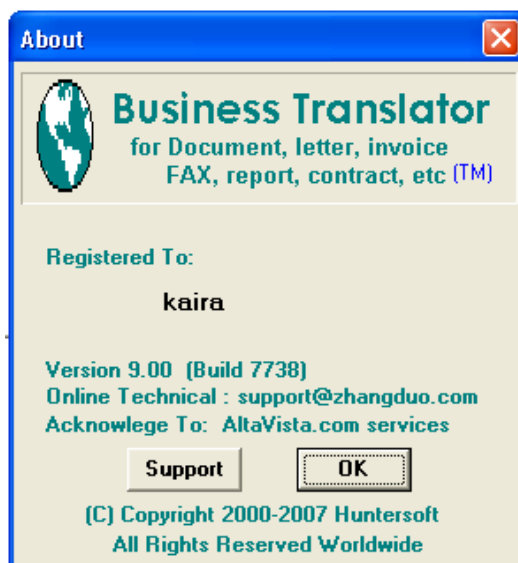 About
Business Translator
for Document, letter, invoice
FAX, report, contract, etc (TM)
Registered To:
kaira
Version 9.00 (Build 7738)
Online Technical : support@zhangduo.com
Acknowlege To: AltaVista.com services
Support OK
(C) Copyright 2000-2007 Huntersoft
All Rights Reserved Worldwide